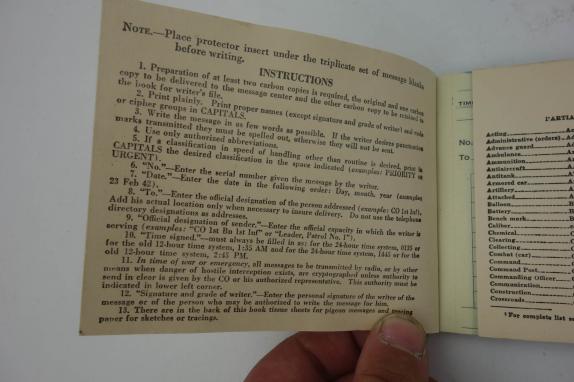 NOTE.—Place protector insert under the triplicate set of message blanks
before writing.
INSTRUCTIONS
1. Preparation of at least two carbon copies is required, the original and one carbon
copy to be delivered to the message center and the other carbon copy to be retained in
the book for writer's file.
2. Print plainly. Print proper names (except signature and grade of writer) and code
or cipher groups in CAPITALS.
3. Write the message in as few words as possible. If the writer desires punctuation
marks transmitted they must be spelled out, otherwise they will not be sent.
4. Use only authorized abbreviations.
5. If a classification in speed of handling other than routine is desired, print in
CAPITALS the desired classification in the space indicated (examples: PRIORITY or
URGENT).
6. "No."—Enter the serial number given the message by the writer.
7. "Date."—Enter the date in the following order: Day, month, year (example:
23 Feb 42).
8. "To."—Enter the official designation of the person addressed (example: CO 1st Inf).
Add his actual location only when necessary to insure delivery. Do not use the telephone
directory designations as addresses.
9. "Official designation of sender."—Enter the official capacity in which the writer is
serving (examples: "CO 1st Bn 1st Inf" or "Leader, Patrol No. 1").
10. "Time signed."—must always be filled in as: for the 24-hour time system, 0135 or
for the old 12-hour time system, 1:35 AM and for the 24-hour time system, 1445 or for the
old 12-hour time system, 2:45 PM.
11. In time of war or emergency, all messages to be transmitted by radio, or by other
means when danger of hostile interception exists, are cryptographed unless authority to
send in clear is given by the CO or his authorized representative. This authority must be
indicated in lower left corner.
12. "Signature and grade of writer."—Enter the personal signature of the writer of the
message or of the person who may be authorized to write the message for him.
13. There are in the back of this book tissue sheets for pigeon messages and tracing
paper for sketches or tracings.
TIM
No.
To
Acting
Administrative (orders)
Advance guard
Ambulance
Ammunition
Antiaircraft
Antitank
Armored car
Artillery
Attached
Balloon
Battery
Bench mark
Caliber
Chemical
Clearing
Collecting
Combat (car)
Command
Command Post
Commanding Officer
Communication
Construction
Crossroads
For complete list s